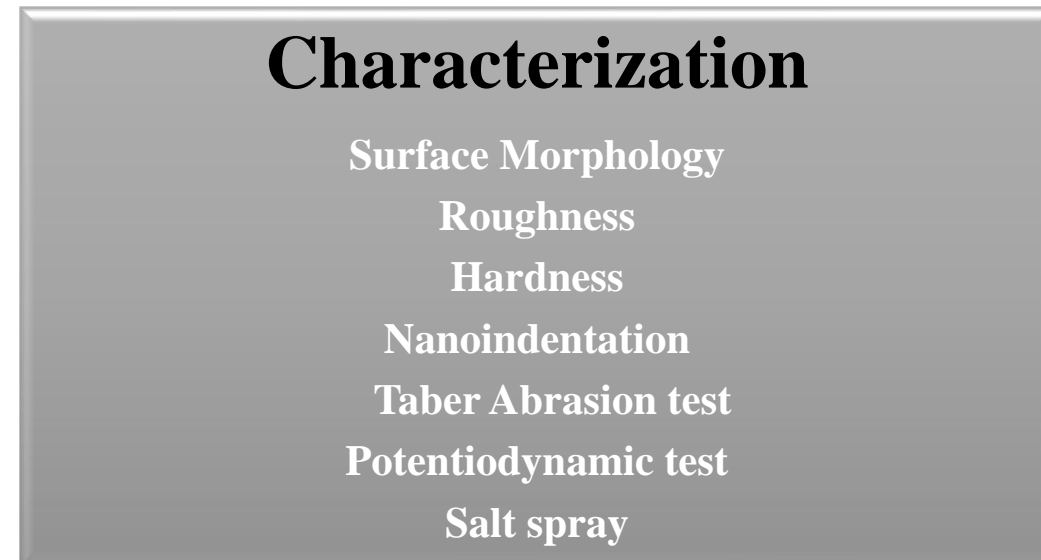 Characterization
Surface Morphology
Roughness
Hardness
Nanoindentation
Taber Abrasion test
Potentiodynamic test
Salt spray